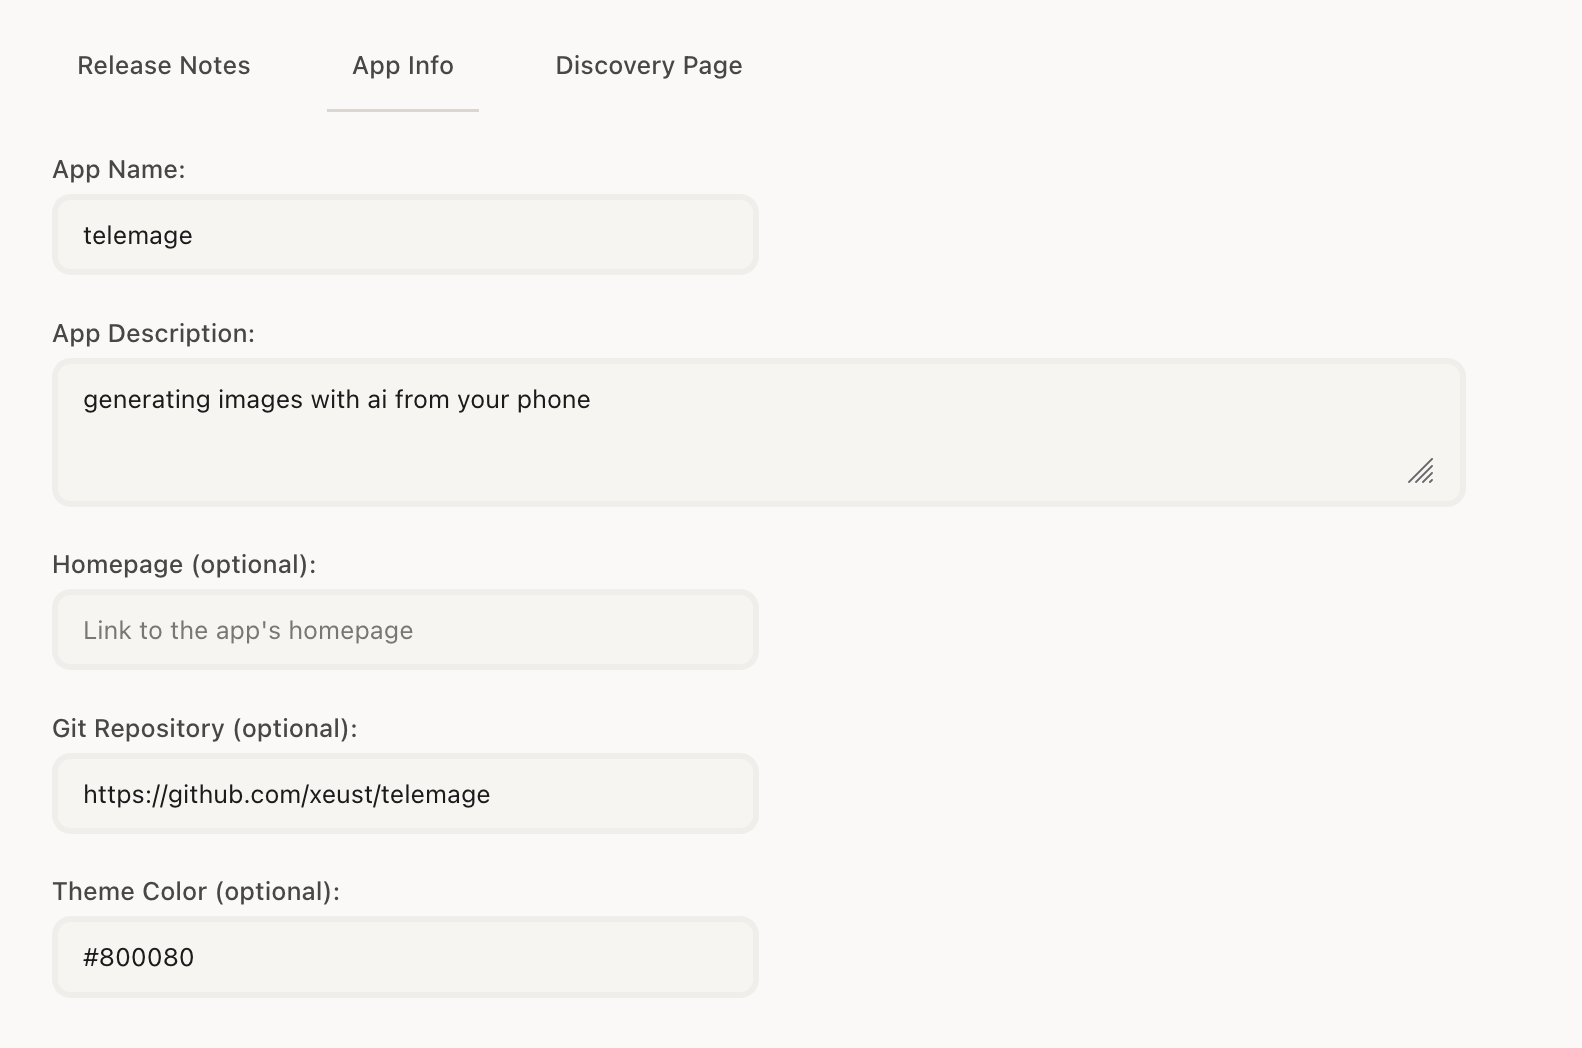 Release Notes
App Info
Discovery Page
App Name:
telemage
App Description:
generating images with ai from your phone
Homepage (optional):
Link to the app's homepage
Git Repository (optional):
https://github.com/xeust/telemage
Theme Color (optional):
#800080